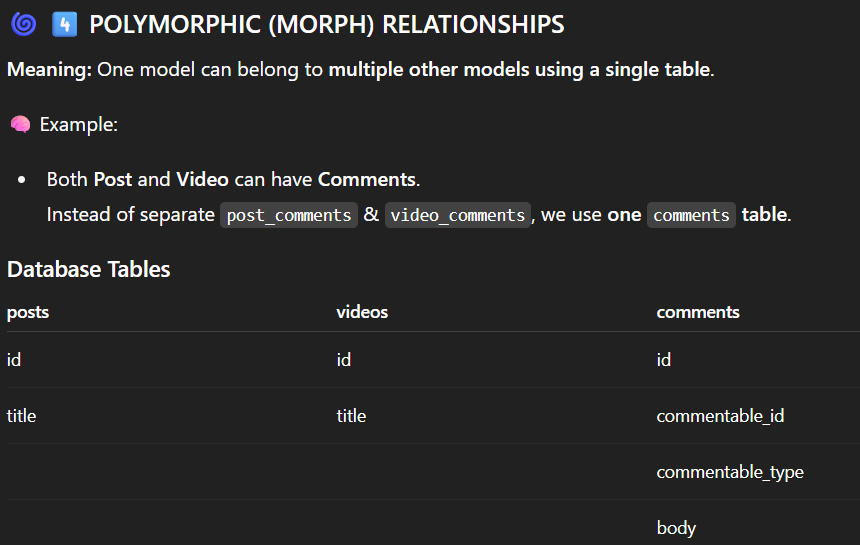 🌀 4️⃣ POLYMORPHIC (MORPH) RELATIONSHIPS
Meaning: One model can belong to multiple other models using a single table.
🧠 Example:
• Both Post and Video can have Comments.
Instead of separate post_comments & video_comments, we use one comments table.
Database Tables
posts videos comments
id id id
title title commentable_id
commentable_type
body